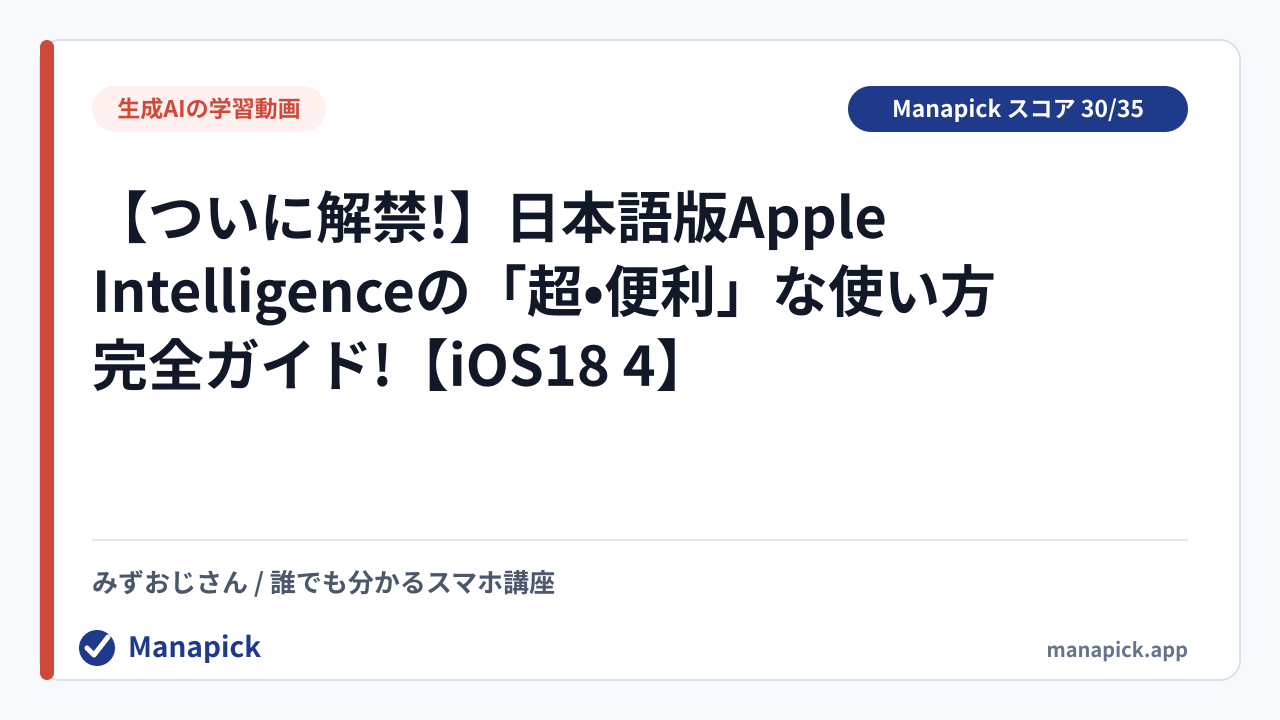 生成AIの学習動画
Manapick スコア 30/35
【ついに解禁!】日本語版Apple
Intelligenceの「超•便利」な使い方
完全ガイド!【iOS18 4】
みずおじさん / 誰でも分かるスマホ講座
Manapick
manapick.app